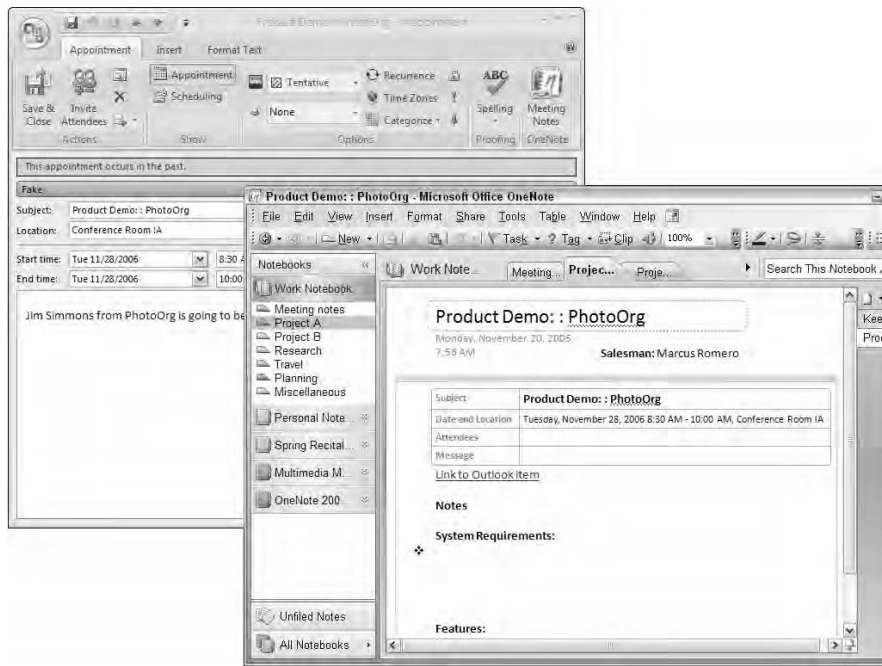 Product Demo: : PhotoOrg - Appointment
Appointment Insert Format Text
Save & Close
Invite Attendees
Actions
Appointment
Scheduling
Show
Tentative
None
Recurrence
Time Zones
Categorize
Options
ABC
Spelling
Proofing
Meeting Notes
OneNote
This appointment occurs in the past.
Fake
Subject: Product Demo: : PhotoOrg
Location: Conference Room !A
Start time: Tue 11/28/2006 8:30
End time: Tue 11/28/2006 10:00
Jim Simmons from PhotoOrg is going to be
Product Demo: : PhotoOrg - Microsoft Office OneNote
File Edit View Insert Format Share Tools Table Window Help
New Task ? Tag Clip 100%
Notebooks
Work Notebook
Meeting notes
Project A
Project B
Research
Travel
Planning
Miscellaneous
Personal Note...
Spring Recital...
Multimedia M...
OneNote 200...
Unfiled Notes
All Notebooks
Work Note... Meeting... Projec... Proje... Search This Notebook
Product Demo: : PhotoOrg
Monday, November 20, 2006
7:58 AM
Salesman: Marcus Romero
Subject Product Demo: : PhotoOrg
Date and Location Tuesday, November 28, 2006 8:30 AM - 10:00 AM, Conference Room !A
Attendees
Message
Link to Outlook item
Notes
System Requirements:
Features:
Kee
Pro